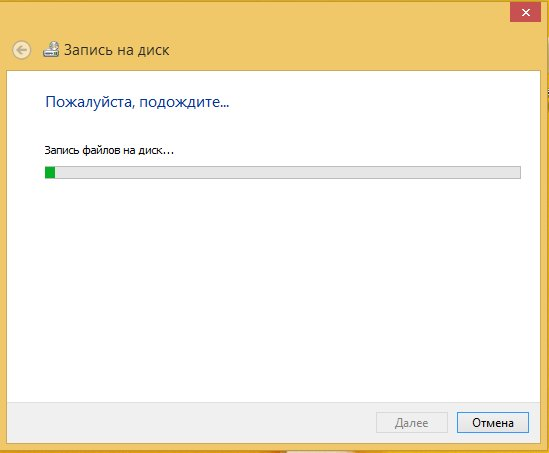 Запись на диск
Пожалуйста, подождите...
Запись файлов на диск...
Далее
Отмена